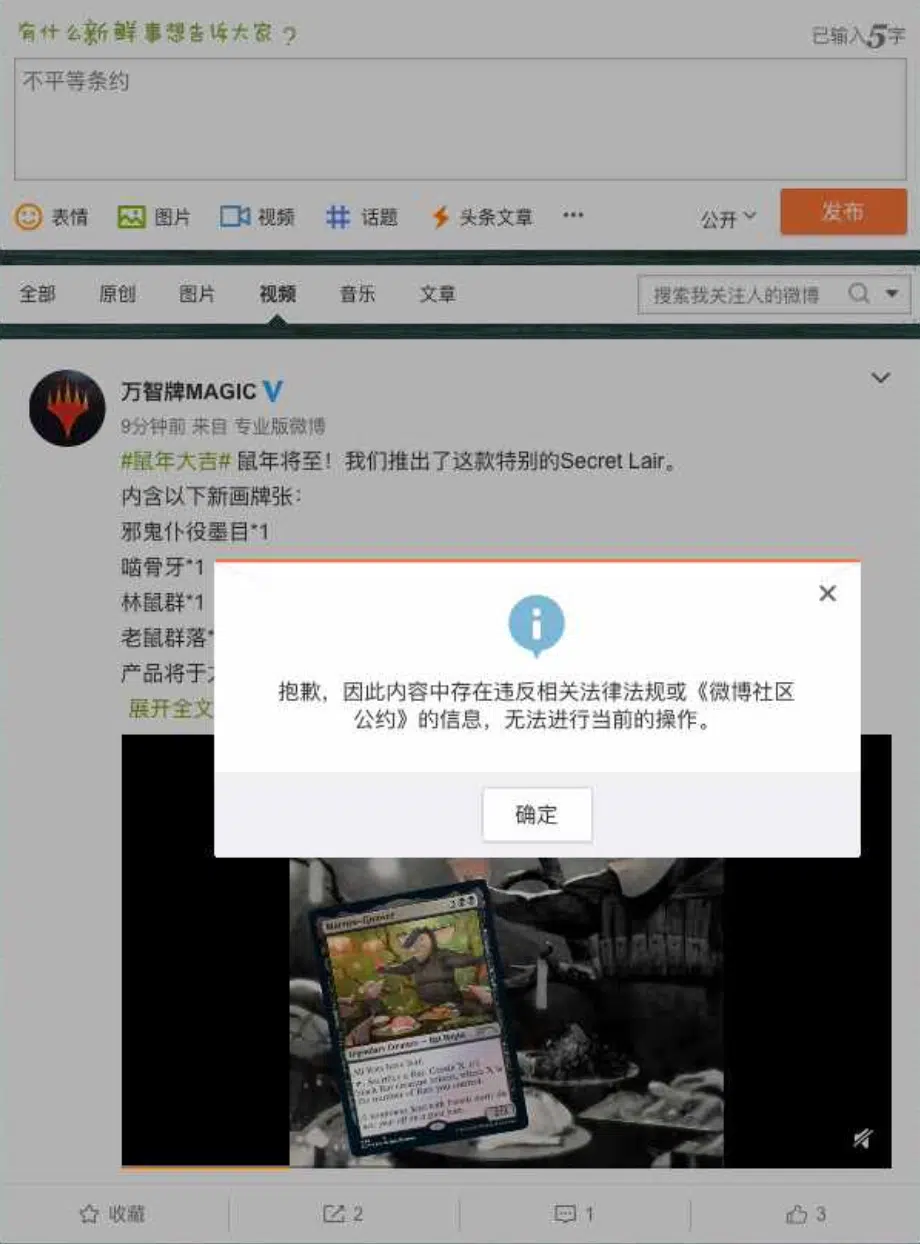 有什么新鲜事想告诉大家?
已输入5字
不平等条约
表情 图片 视频 话题 头条文章 ··· 公开 发布
全部 原创 图片 视频 音乐 文章
搜索我关注人的微博
万智牌MAGIC V
9分钟前 来自 专业版微博
#鼠年大吉# 鼠年将至！我们推出了这款特别的Secret Lair。
内含以下新画牌张：
邪鬼仆役墨目*1
啮骨牙*1
林鼠群*1
老鼠群落*
产品将于
展开全文
抱歉，因此内容中存在违反相关法律法规或《微博社区
公约》的信息，无法进行当前的操作。
确定
Marrow-Gnawer
Legendary Creature — Rat Rogue
All Rats have fear.
收藏 2 1 3